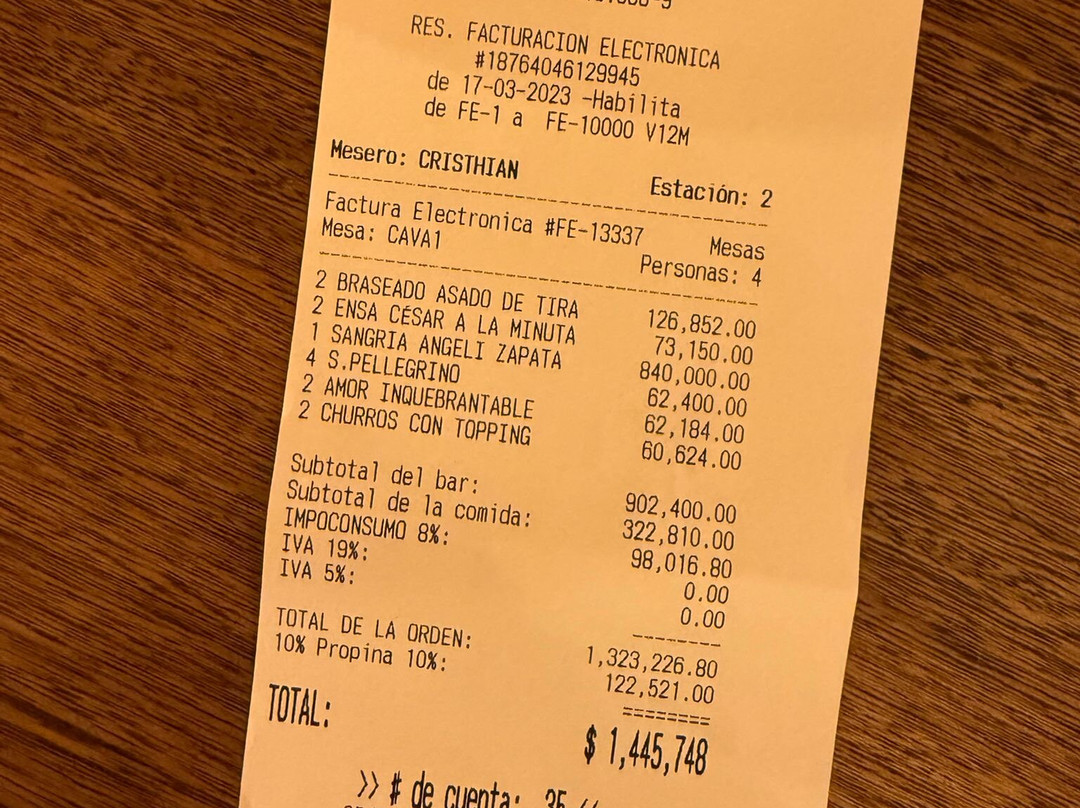 RES. FACTURACION ELECTRONICA
#18764046129945
de 17-03-2023 -Habilita
de FE-1 a FE-10000 V12M
Mesero: CRISTHIAN Estación: 2
Factura Electronica #FE-13337 Mesas
Mesa: CAVA1 Personas: 4
2 BRASEADO ASADO DE TIRA 126,852.00
2 ENSA CÉSAR A LA MINUTA 73,150.00
1 SANGRIA ANGELI ZAPATA 840,000.00
4 S.PELLEGRINO 62,400.00
2 AMOR INQUEBRANTABLE 62,184.00
2 CHURROS CON TOPPING 60,624.00
Subtotal del bar: 902,400.00
Subtotal de la comida: 322,810.00
IMPOCONSUMO 8%: 98,016.80
IVA 19%: 0.00
IVA 5%: 0.00
TOTAL DE LA ORDEN: 1,323,226.80
10% Propina 10%: 122,521.00
TOTAL: $ 1,445,748
>> # de cuenta: 35